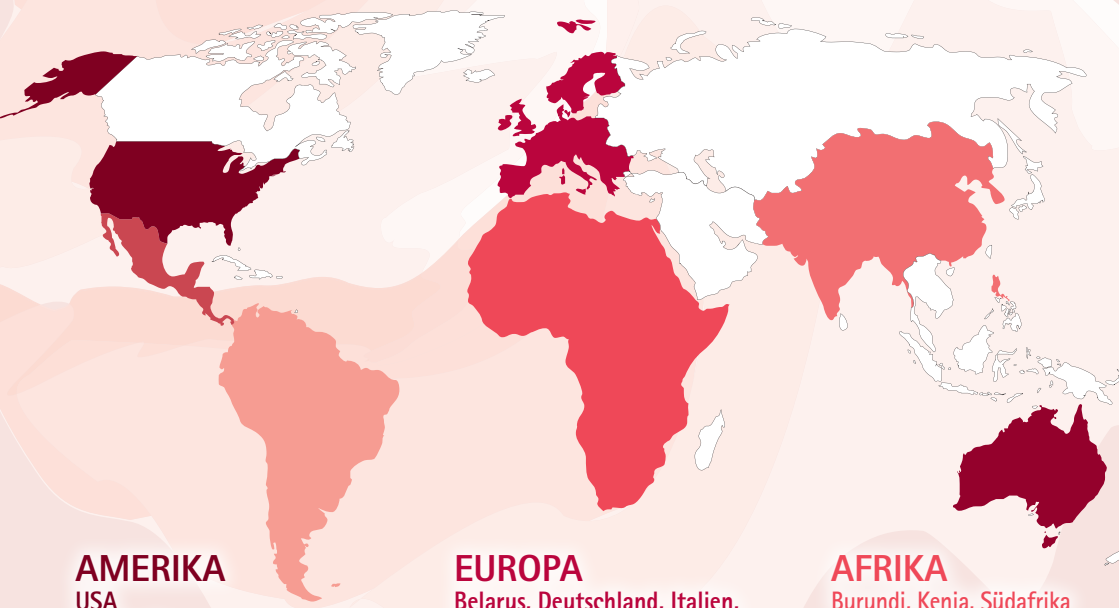 AMERIKA
USA
EUROPA
Belarus, Deutschland, Italien,
AFRIKA
Burundi, Kenia, Südafrika